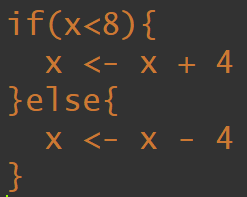 if(x<8){
  x <- x + 4
}else{
  x <- x - 4
}